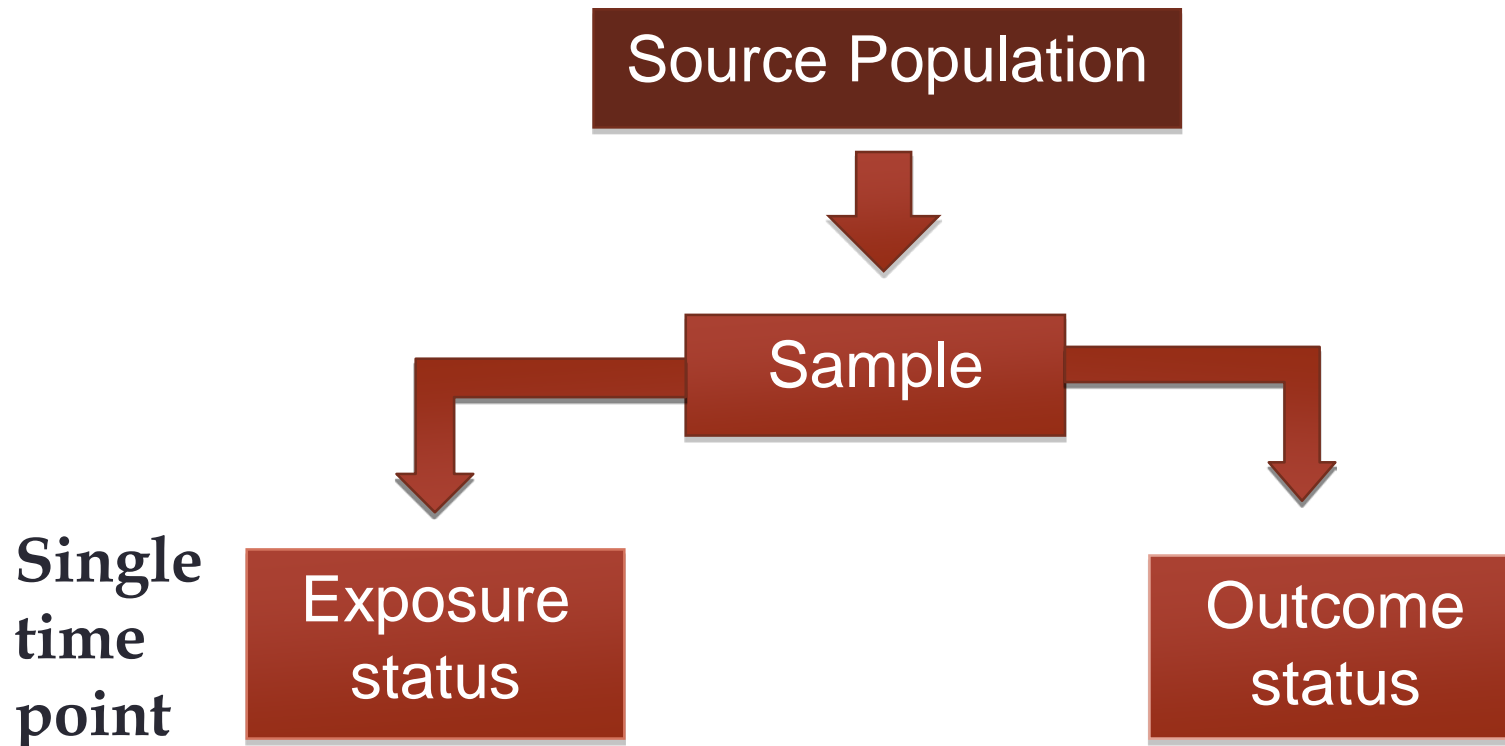 Source Population
Sample
Single
time
point
Exposure
status
Outcome
status